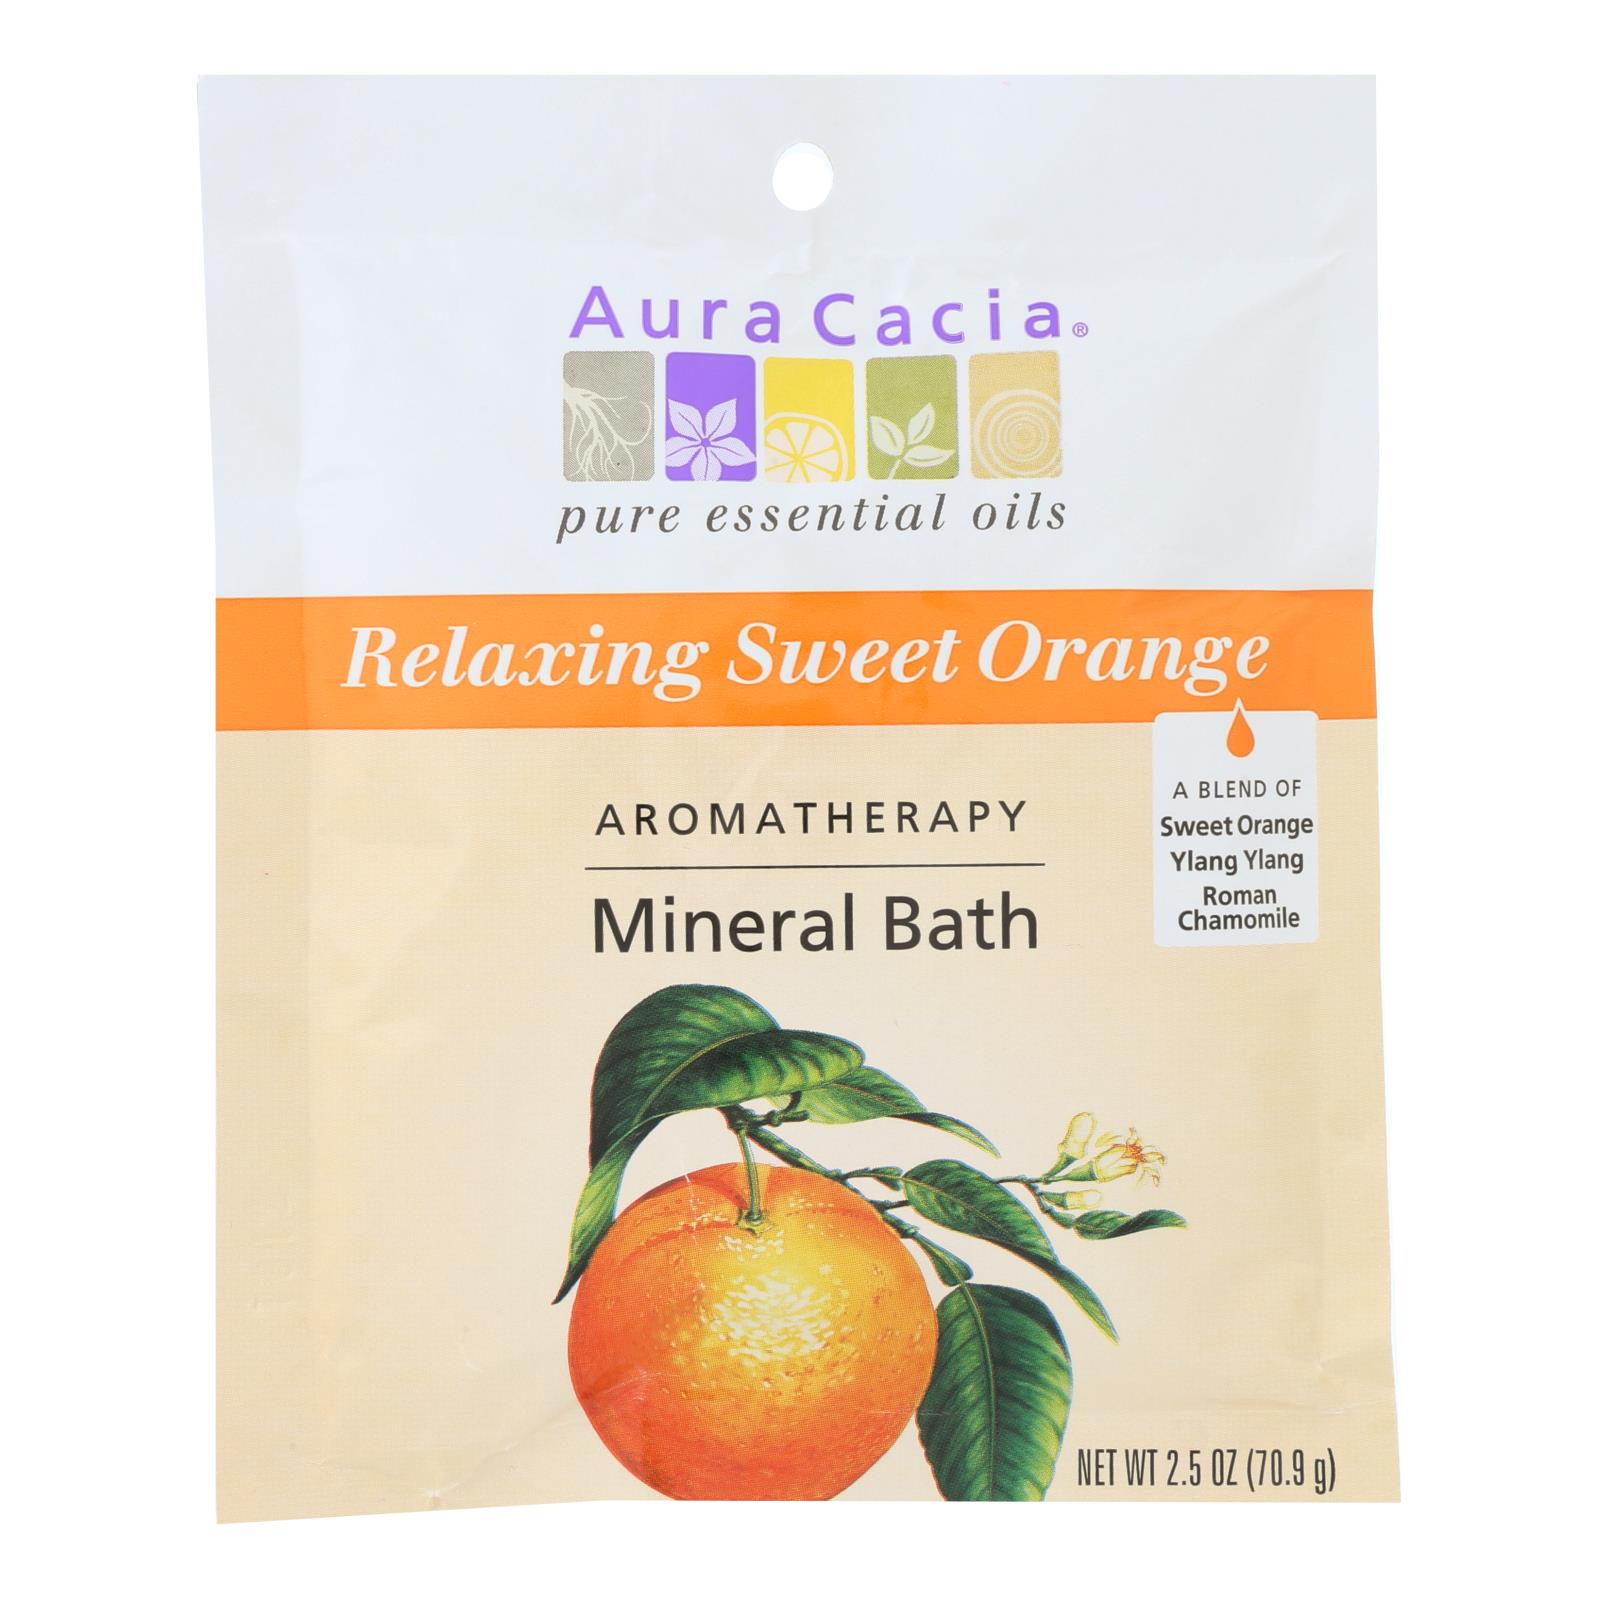 Aura Cacia®
pure essential oils
Relaxing Sweet Orange
AROMATHERAPY
Mineral Bath
A BLEND OF
Sweet Orange
Ylang Ylang
Roman
Chamomile
NET WT 2.5 OZ (70.9 g)